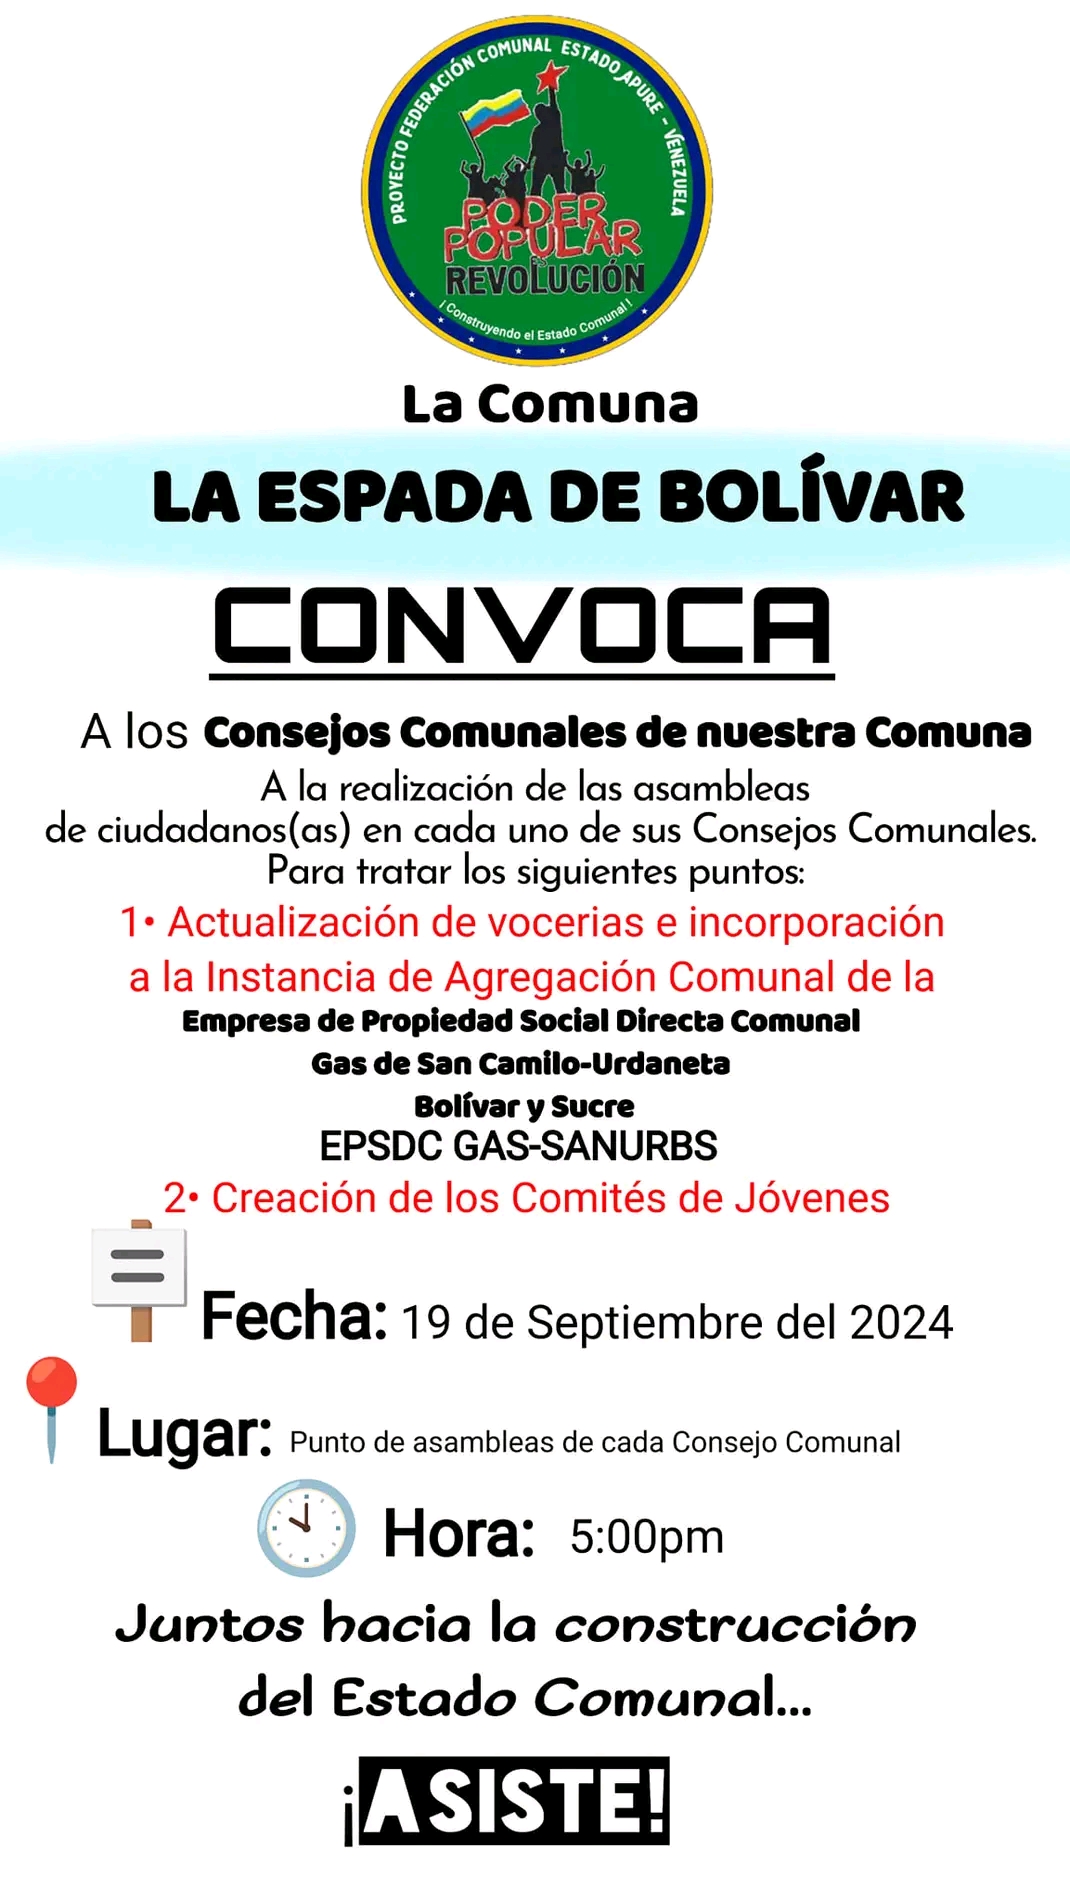 PROYECTO FEDERACIÓN COMUNAL ESTADO APURE - VENEZUELA
PODER
POPULAR
ES
REVOLUCIÓN
¡Construyendo el Estado Comunal!
La Comuna
LA ESPADA DE BOLÍVAR
CONVOCA
A los Consejos Comunales de nuestra Comuna
A la realización de las asambleas
de ciudadanos(as) en cada uno de sus Consejos Comunales.
Para tratar los siguientes puntos:
1• Actualización de vocerias e incorporación
a la Instancia de Agregación Comunal de la
Empresa de Propiedad Social Directa Comunal
Gas de San Camilo-Urdaneta
Bolívar y Sucre
EPSDC GAS-SANURBS
2• Creación de los Comités de Jóvenes
Fecha: 19 de Septiembre del 2024
Lugar: Punto de asambleas de cada Consejo Comunal
Hora: 5:00pm
Juntos hacia la construcción
del Estado Comunal...
¡ASISTE!